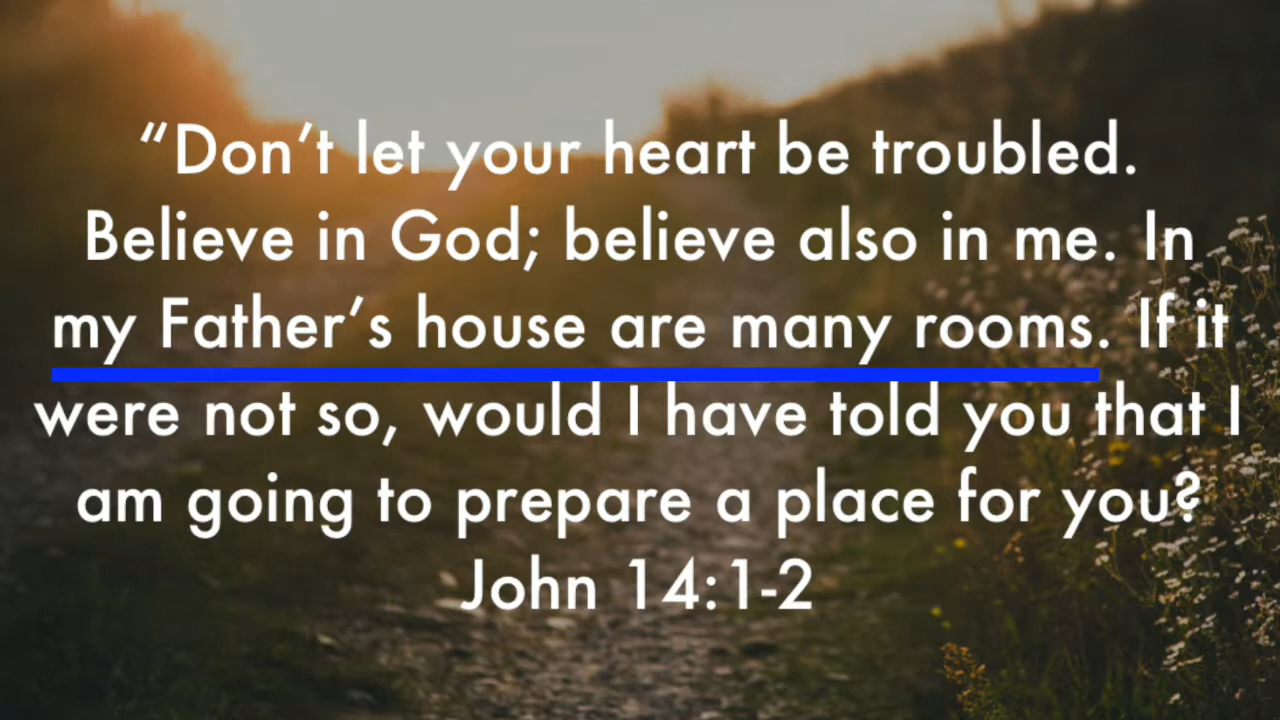 “Don’t let your heart be troubled.
Believe in God; believe also in me. In
my Father’s house are many rooms. If it
were not so, would I have told you that I
am going to prepare a place for you?
John 14:1-2